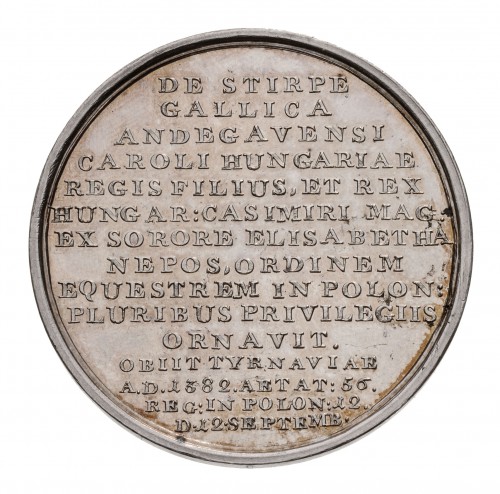 DE STIRPE
GALLICA
ANDEGAVENSI
CAROLI HUNGARIAE
REGIS FILIUS, ET REX
HUNGAR: CASIMIRI MAG.
EX SORORE ELISABETHA
NEPOS, ORDINEM
EQUESTREM IN POLON:
PLURIBUS PRIVILEGIIS
ORNAVIT.
OBIIT TYRNAVIAE
A.D. 1382. AETAT: 56.
REG: IN POLON: 12.
D. 12 SEPTEMB.